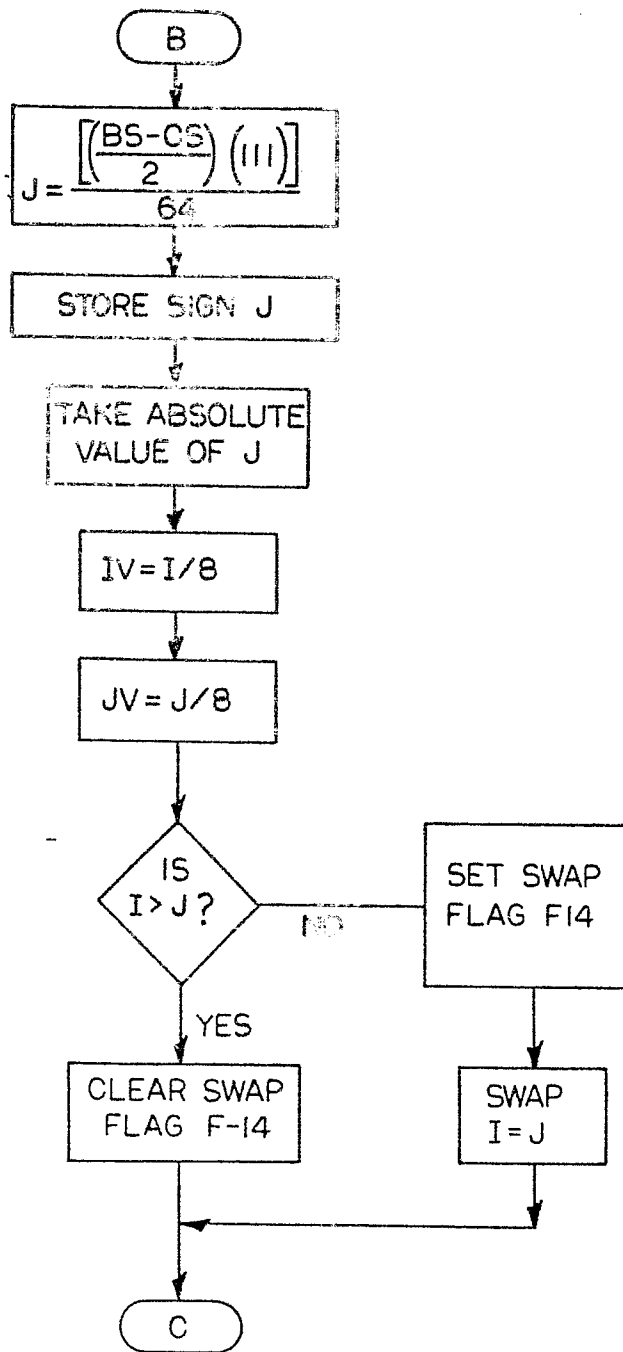 B
J = [((BS-CS)/2) (111)] / 64
STORE SIGN J
TAKE ABSOLUTE
VALUE OF J
IV = I/8
JV = J/8
IS
I > J ?
NO
SET SWAP
FLAG F14
YES
CLEAR SWAP
FLAG F-14
SWAP
I = J
C